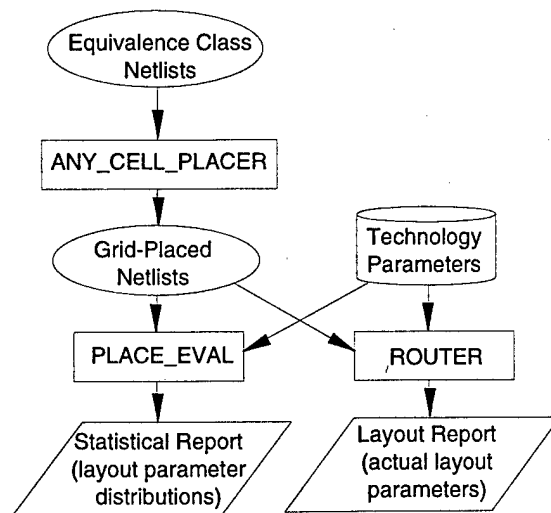 Equivalence Class
Netlists
ANY_CELL_PLACER
Grid-Placed
Netlists
Technology
Parameters
PLACE_EVAL
ROUTER
Statistical Report
(layout parameter
distributions)
Layout Report
(actual layout
parameters)